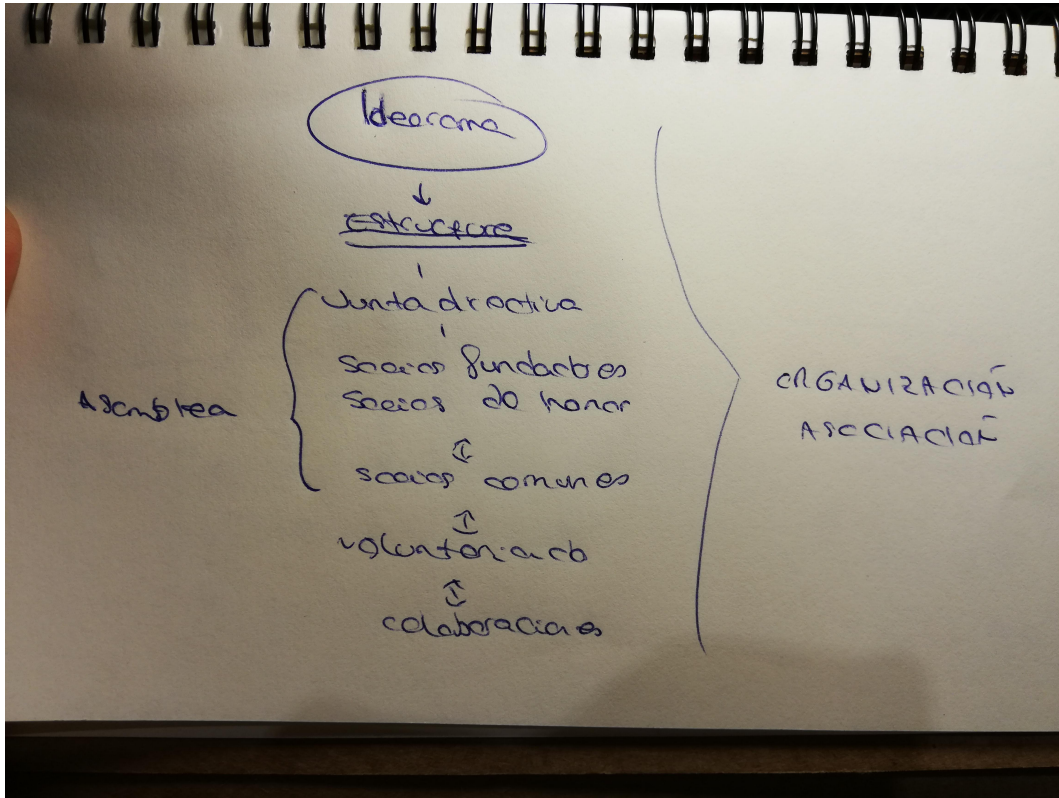 Ideorama
Estructura
Junta directiva
Socios fundadores
Socios de honor
Asamblea
socios comunes
voluntariado
colaboraciones
ORGANIZACIÓN
ASOCIACIÓN